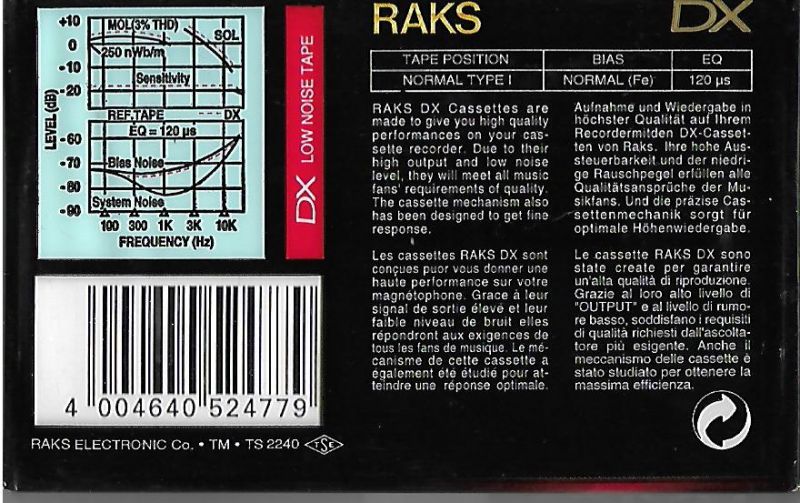 RAKS
DX
TAPE POSITION BIAS EQ
NORMAL TYPE I NORMAL (Fe) 120 µs
+10
0
-10
-20
-60
-70
-80
-90
LEVEL (dB)
MOL(3% THD)
SOL
250 nWb/m
Sensitivity
REF.TAPE ---DX
EQ = 120 µs
Bias Noise
System Noise
100 300 1K 3K 10K
FREQUENCY (Hz)
DX LOW NOISE TAPE
RAKS DX Cassettes are
made to give you high quality
performances on your cas-
sette recorder. Due to their
high output and low noise
level, they will meet all music
fans' requirements of quality.
The cassette mechanism also
has been designed to get fine
response.
Aufnahme und Wiedergabe in
höchster Qualität auf Ihrem
Recordermitden DX-Casset-
ten von Raks. Ihre hohe Aus-
steuerbarkeit und der niedri-
ge Rauschpegel erfüllen alle
Qualitätsansprüche der Mu-
sikfans. Und die präzise Cas-
settenmechanik sorgt für
optimale Höhenwiedergabe.
Les cassettes RAKS DX sont
conçues puor vous donner une
haute performance sur votre
magnétophone. Grace à leur
signal de sortie élevé et leur
faible niveau de bruit elles
répondront aux exigences de
tous les fans de musique. Le mé-
canisme de cette cassette a
également été étudié pour at-
teindre une réponse optimale.
Le cassette RAKS DX sono
state create per garantire
un'alta qualità di riproduzione.
Grazie al loro alto livello di
"OUTPUT" e al livello di rumo-
re basso, soddisfano i requisiti
di qualità richiesti dall'ascolta-
tore più esigente. Anche il
meccanismo delle cassette è
stato studiato per ottenere la
massima efficienza.
4 004640 524779
RAKS ELECTRONIC Co. • TM • TS 2240 TSE